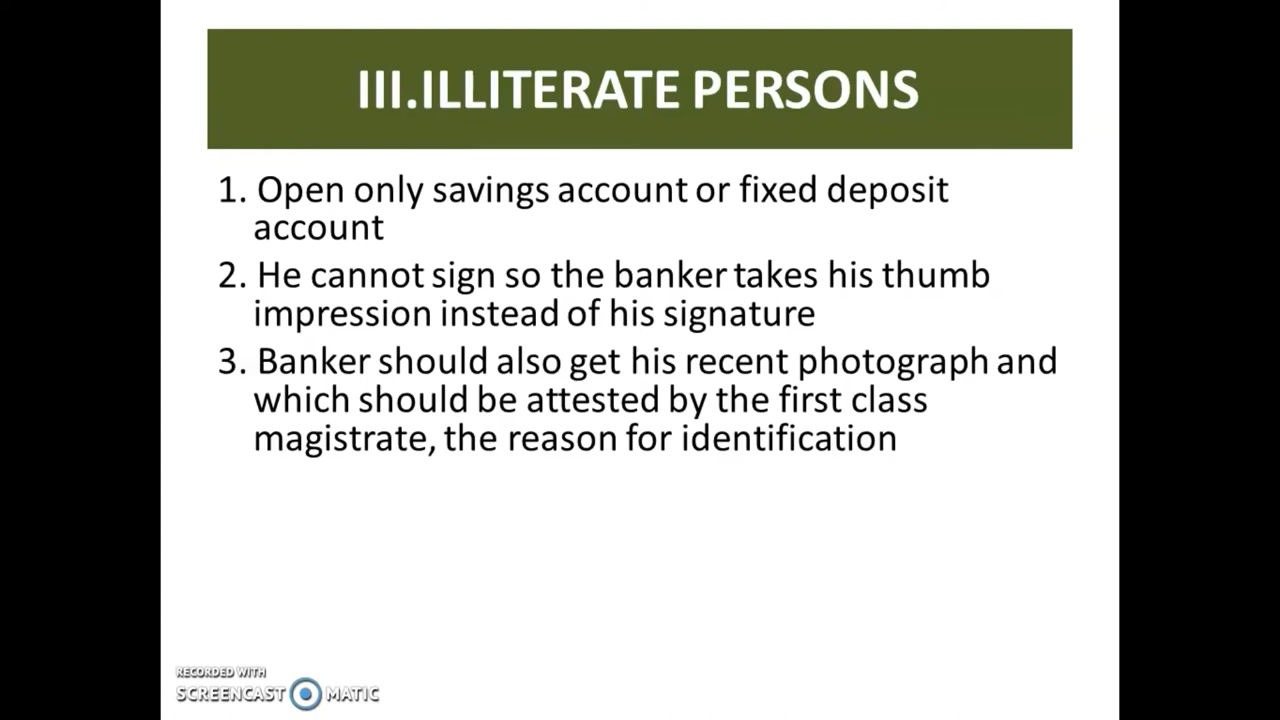 III.ILLITERATE PERSONS
1. Open only savings account or fixed deposit
account
2. He cannot sign so the banker takes his thumb
impression instead of his signature
3. Banker should also get his recent photograph and
which should be attested by the first class
magistrate, the reason for identification
RECORDED WITH
SCREENCAST MATIC